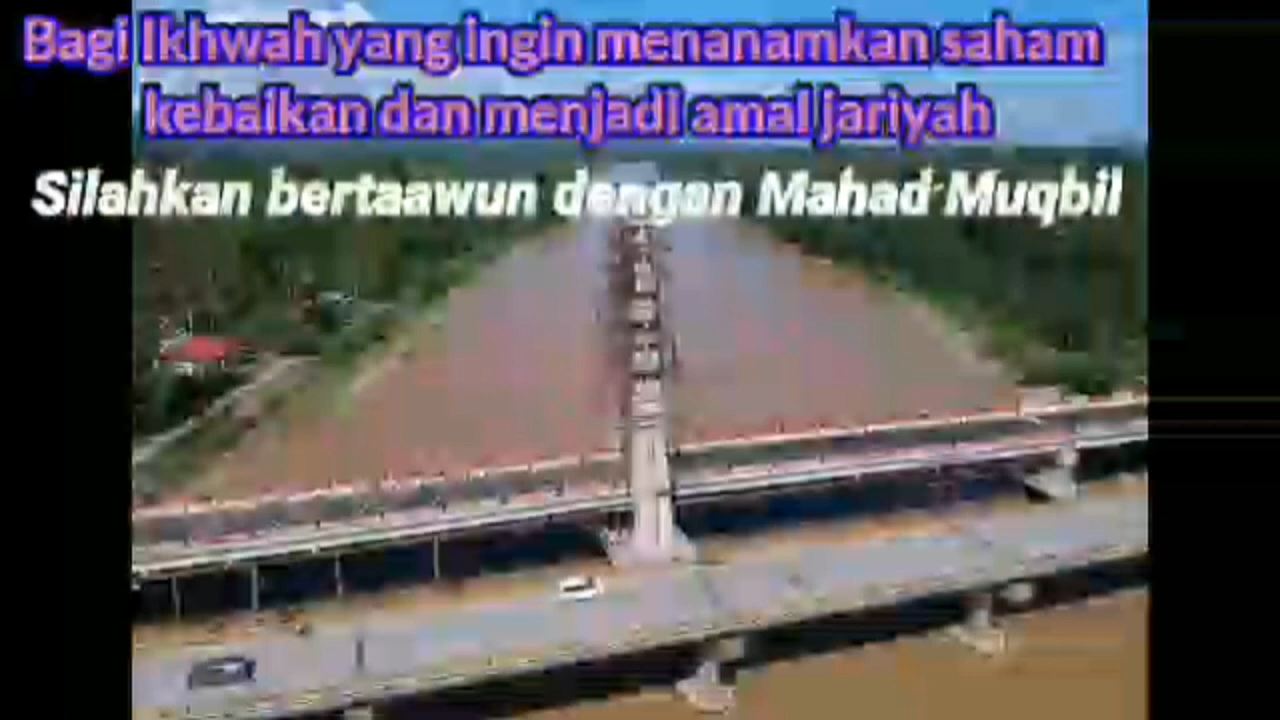 Bagi Ikhwah yang ingin menanamkan saham
kebaikan dan menjadi amal jariyah
Silahkan bertaawun dengan Mahad Muqbil